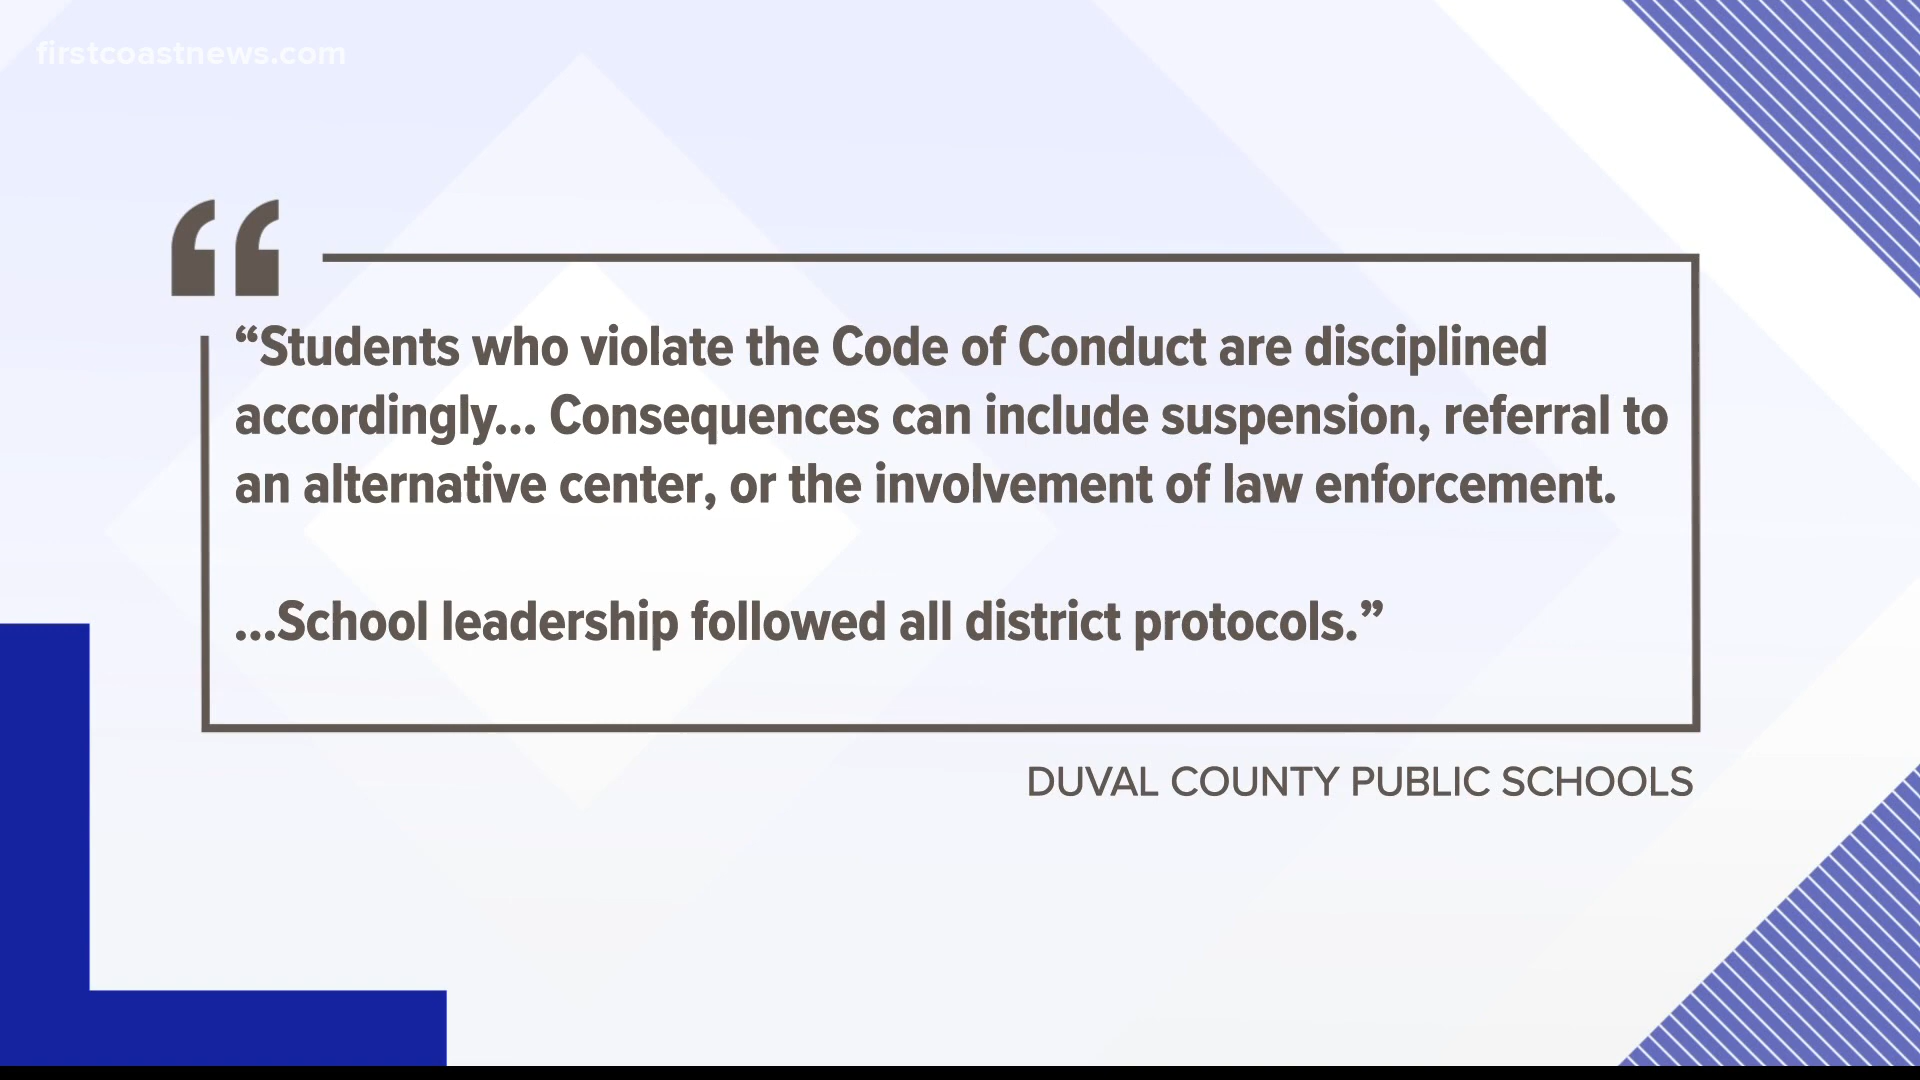 firstcoastnews.com
“Students who violate the Code of Conduct are disciplined
accordingly... Consequences can include suspension, referral to
an alternative center, or the involvement of law enforcement.
...School leadership followed all district protocols.”
DUVAL COUNTY PUBLIC SCHOOLS